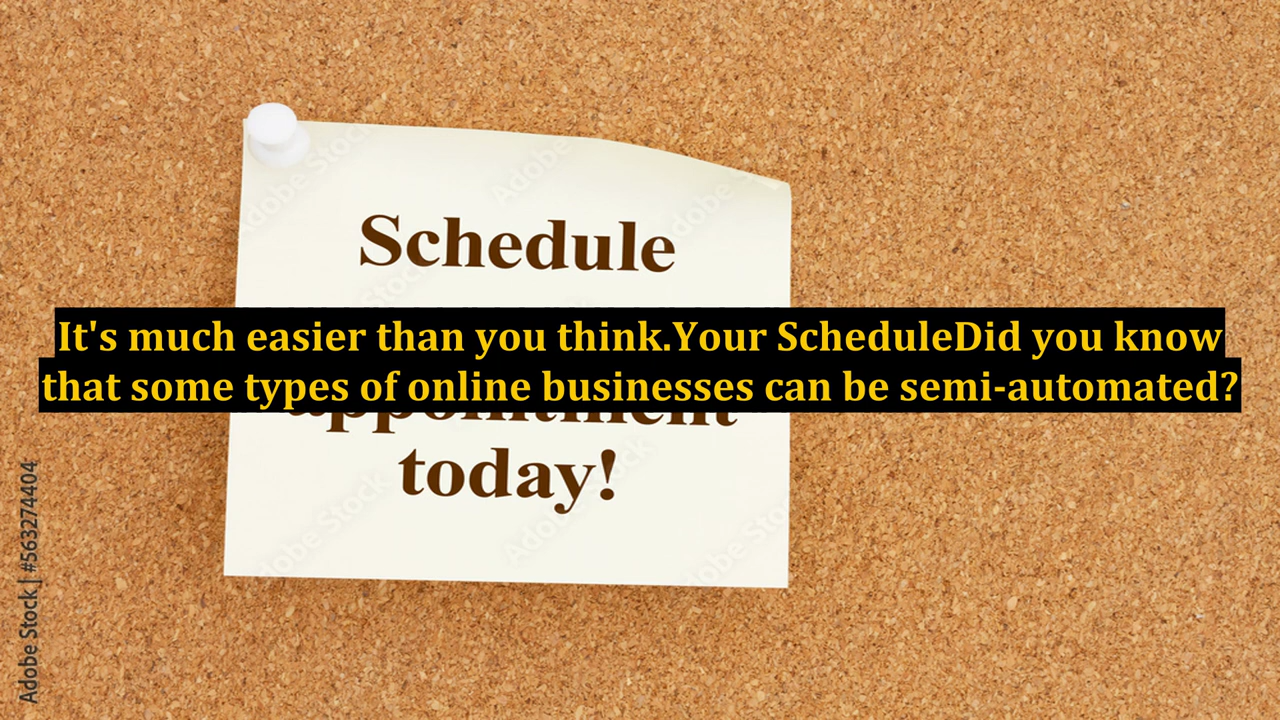 Schedule
It's much easier than you think.Your ScheduleDid you know
that some types of online businesses can be semi-automated?
appointment
today!
Adobe Stock | #563274404